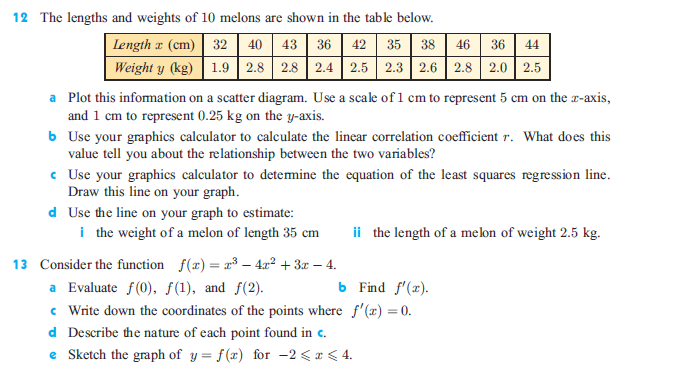 12 The lengths and weights of 10 melons are shown in the table below.
Length x (cm) 32 40 43 36 42 35 38 46 36 44
Weight y (kg) 1.9 2.8 2.8 2.4 2.5 2.3 2.6 2.8 2.0 2.5
a Plot this information on a scatter diagram. Use a scale of 1 cm to represent 5 cm on the x-axis,
and 1 cm to represent 0.25 kg on the y-axis.
b Use your graphics calculator to calculate the linear correlation coefficient r. What does this
value tell you about the relationship between the two variables?
c Use your graphics calculator to determine the equation of the least squares regression line.
Draw this line on your graph.
d Use the line on your graph to estimate:
i the weight of a melon of length 35 cm ii the length of a melon of weight 2.5 kg.
13 Consider the function f(x) = x³ − 4x² + 3x − 4.
a Evaluate f(0), f(1), and f(2). b Find f′(x).
c Write down the coordinates of the points where f′(x) = 0.
d Describe the nature of each point found in c.
e Sketch the graph of y = f(x) for −2 ⩽ x ⩽ 4.